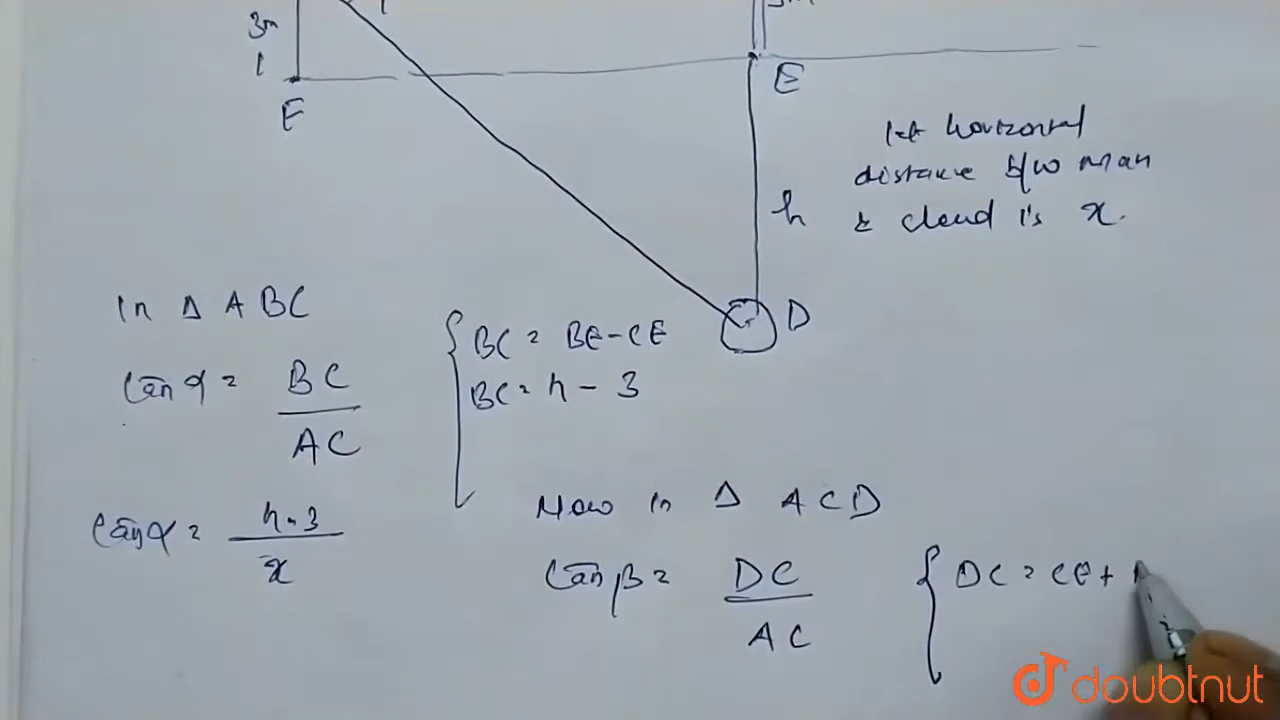 3m
E
E
let horizontal
distance b/w man
& cloud is x.
h
D
In Δ ABC
tan α = BC / AC
BC = BE - CE
BC = h - 3
tan α = h-3 / x
Now in Δ ACD
tan β = DC / AC
DC = CE +
doubtnut